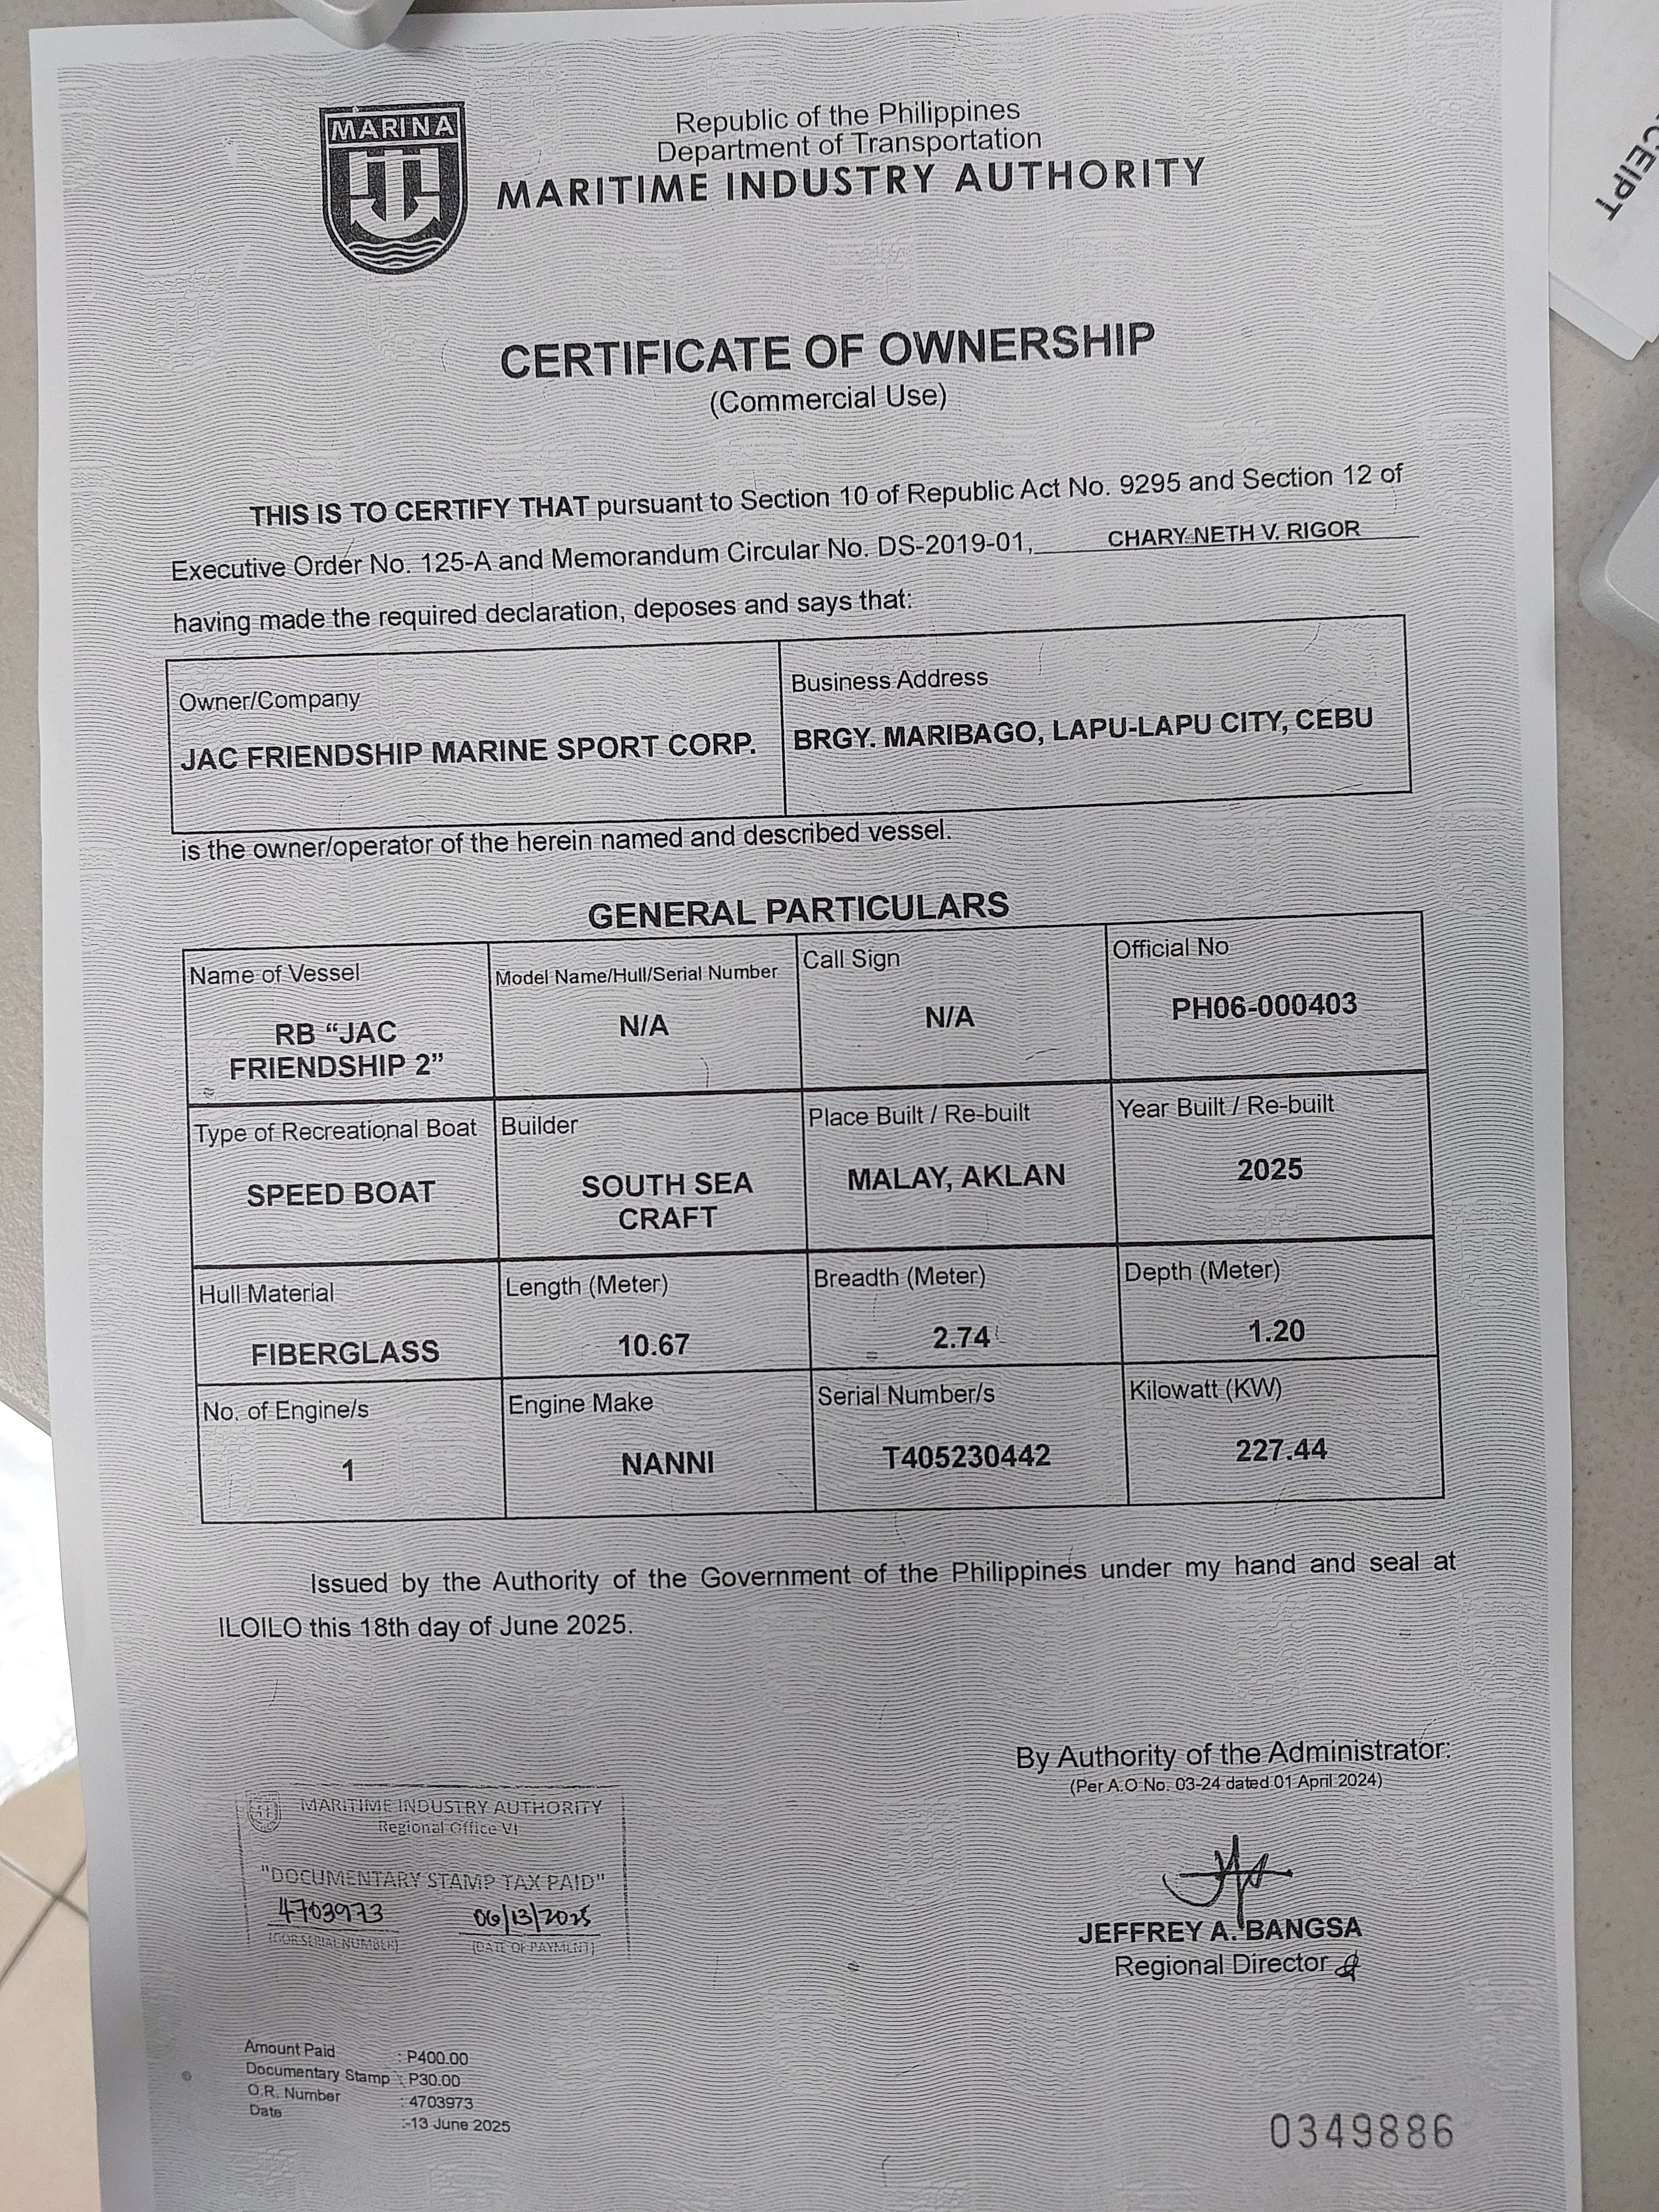 MARINA
Republic of the Philippines
Department of Transportation
MARITIME INDUSTRY AUTHORITY
CEIPT
CERTIFICATE OF OWNERSHIP
(Commercial Use)
THIS IS TO CERTIFY THAT pursuant to Section 10 of Republic Act No. 9295 and Section 12 of
Executive Order No. 125-A and Memorandum Circular No. DS-2019-01, CHARY NETH V. RIGOR
having made the required declaration, deposes and says that:
Owner/Company
JAC FRIENDSHIP MARINE SPORT CORP.
Business Address
BRGY. MARIBAGO, LAPU-LAPU CITY, CEBU
is the owner/operator of the herein named and described vessel.
GENERAL PARTICULARS
Name of Vessel
RB “JAC
FRIENDSHIP 2”
Model Name/Hull/Serial Number
N/A
Call Sign
N/A
Official No
PH06-000403
Type of Recreational Boat
SPEED BOAT
Builder
SOUTH SEA
CRAFT
Place Built / Re-built
MALAY, AKLAN
Year Built / Re-built
2025
Hull Material
FIBERGLASS
Length (Meter)
10.67
Breadth (Meter)
2.74
Depth (Meter)
1.20
No. of Engine/s
1
Engine Make
NANNI
Serial Number/s
T405230442
Kilowatt (KW)
227.44
Issued by the Authority of the Government of the Philippines under my hand and seal at
ILOILO this 18th day of June 2025.
By Authority of the Administrator:
(Per A.O No. 03-24 dated 01 April 2024)
JEFFREY A. BANGSA
Regional Director
MARITIME INDUSTRY AUTHORITY
Regional Office VI
"DOCUMENTARY STAMP TAX PAID"
4703973 06/13/2025
(GOR SERIAL NUMBER) (DATE OF PAYMENT)
Amount Paid : P400.00
Documentary Stamp : P30.00
O.R. Number : 4703973
Date : 13 June 2025
0349886